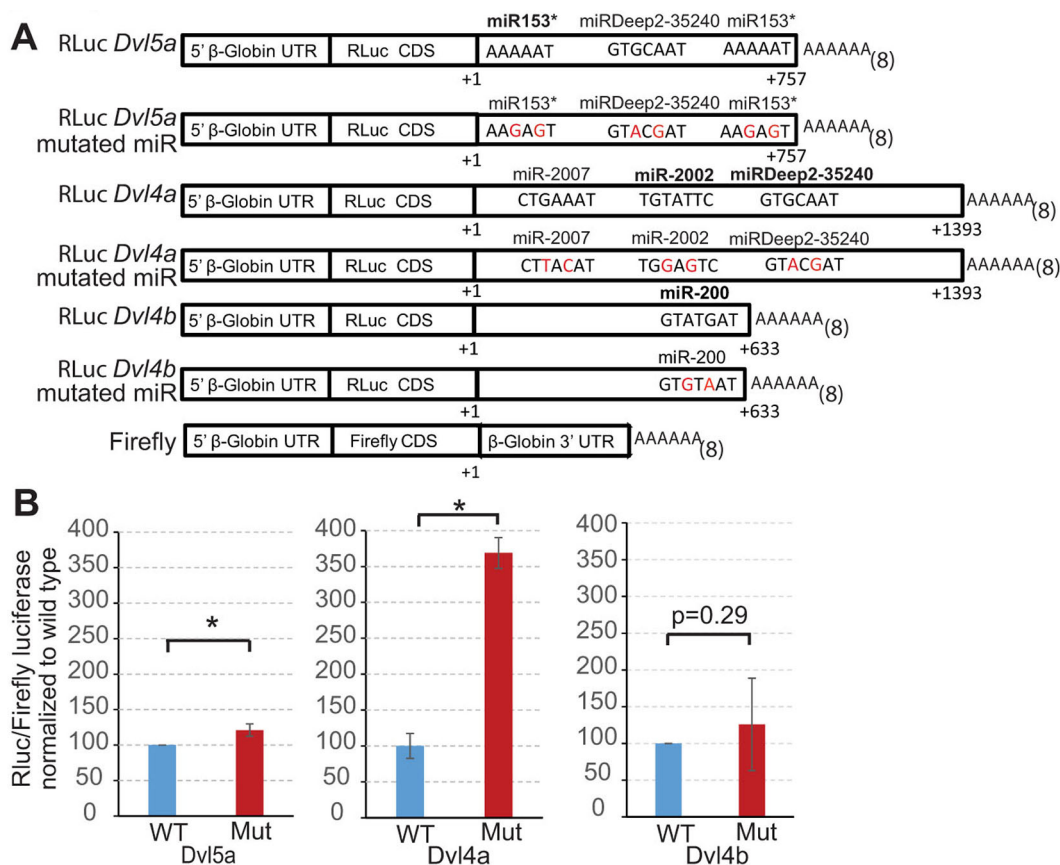 A
miR153* miRDeep2-35240 miR153*
RLuc Dvl5a 5' β-Globin UTR RLuc CDS AAAAAT GTGCAAT AAAAAT AAAAAA(8)
+1 +757
miR153* miRDeep2-35240 miR153*
RLuc Dvl5a
mutated miR 5' β-Globin UTR RLuc CDS AAGAGT GTACGAT AAGAGT AAAAAA(8)
+1 +757
miR-2007 miR-2002 miRDeep2-35240
RLuc Dvl4a 5' β-Globin UTR RLuc CDS CTGAAAT TGTATTC GTGCAAT AAAAAA(8)
+1 +1393
miR-2007 miR-2002 miRDeep2-35240
RLuc Dvl4a
mutated miR 5' β-Globin UTR RLuc CDS CTTACAT TGGAGTC GTACGAT AAAAAA(8)
+1 +1393
miR-200
RLuc Dvl4b 5' β-Globin UTR RLuc CDS GTATGAT AAAAAA(8)
+1 +633
miR-200
RLuc Dvl4b
mutated miR 5' β-Globin UTR RLuc CDS GTGTAAT AAAAAA(8)
+1 +633
Firefly 5' β-Globin UTR Firefly CDS β-Globin 3' UTR AAAAAA(8)
+1
B
Rluc/Firefly luciferase
normalized to wild type
400
350
300
250
200
150
100
50
0
*
WT Mut
Dvl5a
400
350
300
250
200
150
100
50
0
*
WT Mut
Dvl4a
400
350
300
250
200
150
100
50
0
p=0.29
WT Mut
Dvl4b